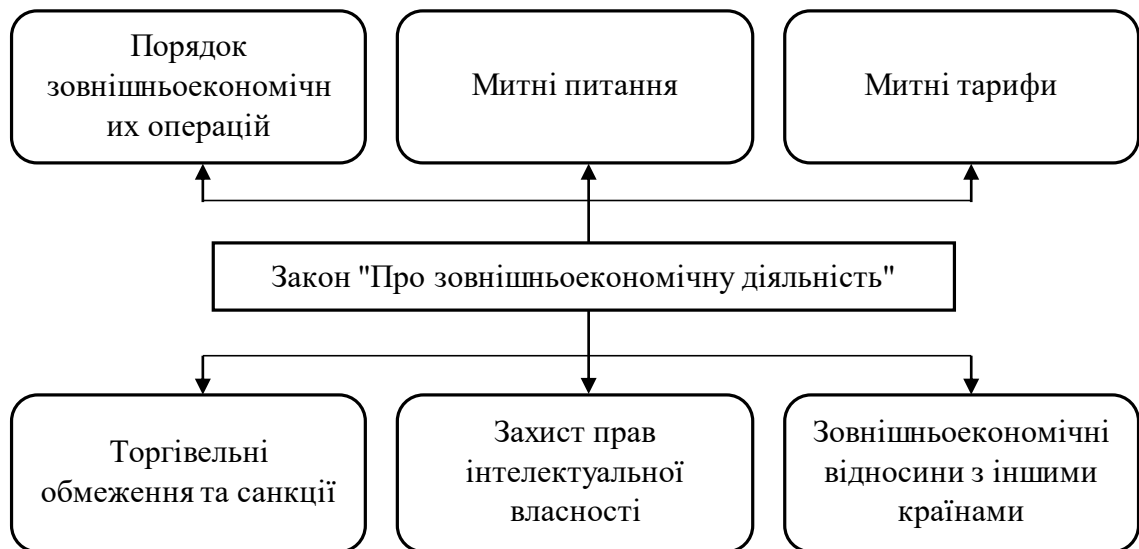 Порядок
зовнішньоекономічн
их операцій
Митні питання
Митні тарифи
Закон "Про зовнішньоекономічну діяльність"
Торгівельні
обмеження та санкції
Захист прав
інтелектуальної
власності
Зовнішньоекономічні
відносини з іншими
країнами